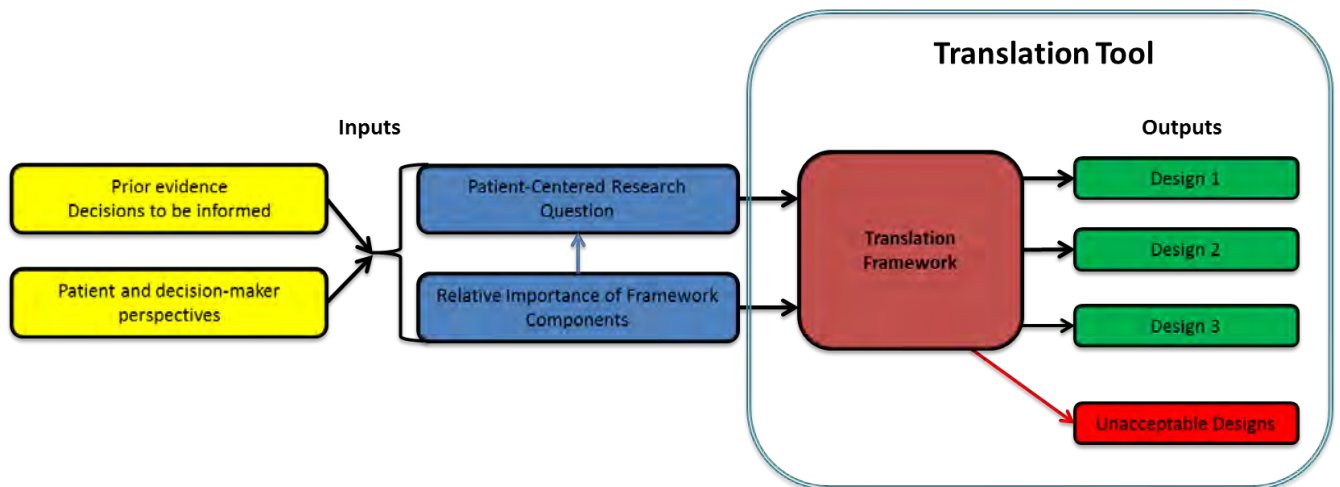 Translation Tool
Inputs
Outputs
Prior evidence
Decisions to be informed
Patient and decision-maker
perspectives
Patient-Centered Research
Question
Relative Importance of Framework
Components
Translation
Framework
Design 1
Design 2
Design 3
Unacceptable Designs